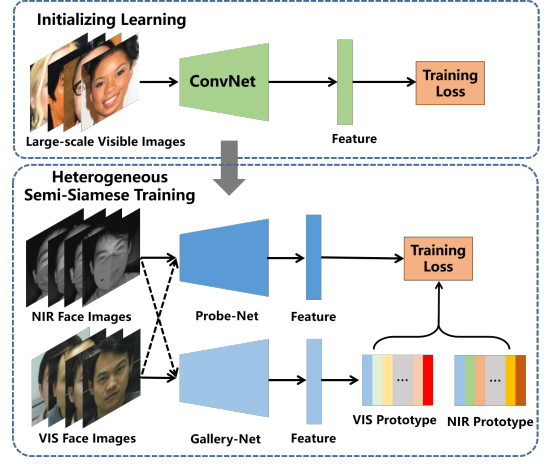 Initializing Learning
ConvNet
Training
Loss
Large-scale Visible Images
Feature
Heterogeneous
Semi-Siamese Training
Training
Loss
NIR Face Images
Probe-Net
Feature
...
...
VIS Prototype
NIR Prototype
VIS Face Images
Gallery-Net
Feature